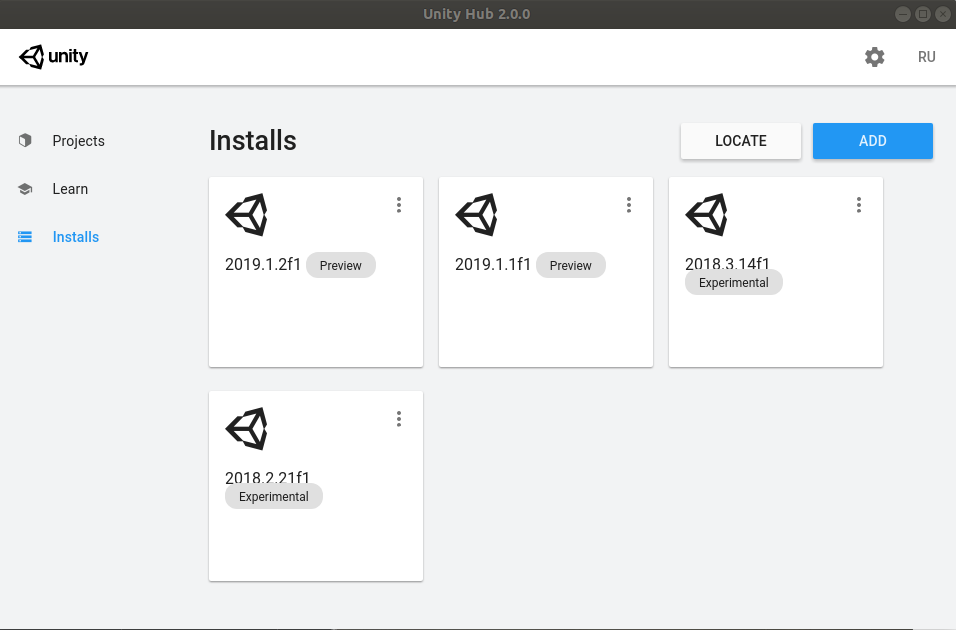 Unity Hub 2.0.0
unity
RU
Projects
Learn
Installs
Installs
LOCATE
ADD
2019.1.2f1 Preview
2019.1.1f1 Preview
2018.3.14f1
Experimental
2018.2.21f1
Experimental